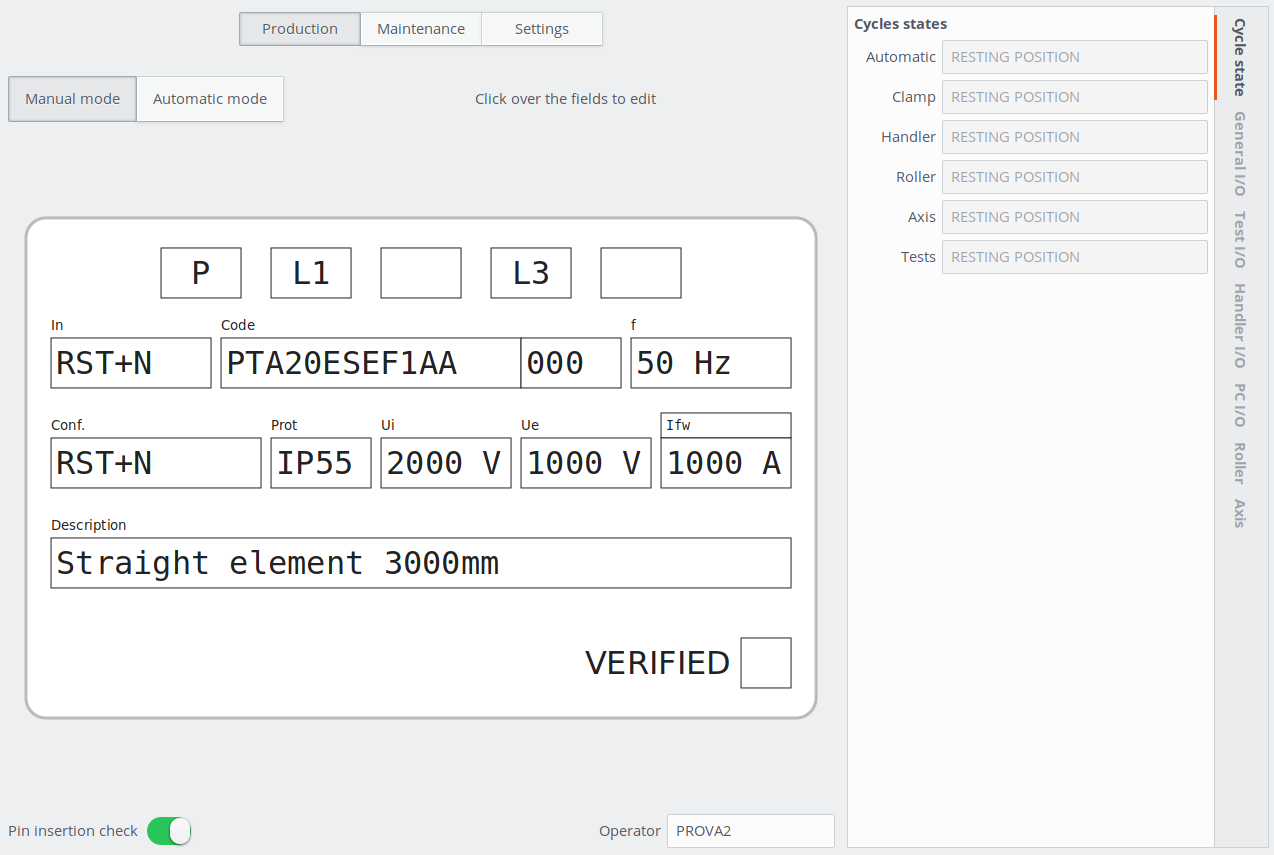 Production Maintenance Settings
Manual mode Automatic mode
Click over the fields to edit
P L1 L3
In Code f
RST+N PTA20ESEF1AA 000 50 Hz
Conf. Prot Ui Ue Ifw
RST+N IP55 2000 V 1000 V 1000 A
Description
Straight element 3000mm
VERIFIED
Pin insertion check
Operator PROVA2
Cycles states
Automatic RESTING POSITION
Clamp RESTING POSITION
Handler RESTING POSITION
Roller RESTING POSITION
Axis RESTING POSITION
Tests RESTING POSITION
Cycle state
General I/O
Test I/O
Handler I/O
PC I/O
Roller
Axis